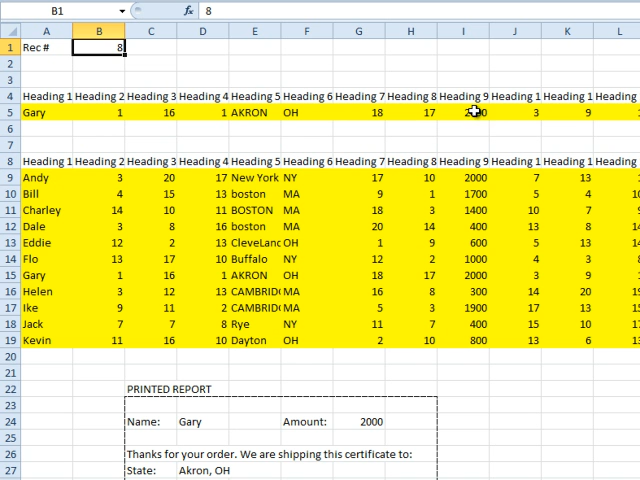 B1 fx 8
A B C D E F G H I J K L
1 Rec # 8
2
3
4 Heading 1 Heading 2 Heading 3 Heading 4 Heading 5 Heading 6 Heading 7 Heading 8 Heading 9 Heading 1 Heading 1 Heading
5 Gary 1 16 1 AKRON OH 18 17 3 9
6
7
8 Heading 1 Heading 2 Heading 3 Heading 4 Heading 5 Heading 6 Heading 7 Heading 8 Heading 9 Heading 1 Heading 1 Heading
9 Andy 3 20 17 New York NY 17 10 2000 7 13
10 Bill 4 15 13 boston MA 9 1 1700 5 4
11 Charley 14 10 11 BOSTON MA 18 3 1400 10 7
12 Dale 3 8 16 boston MA 20 14 400 13 8
13 Eddie 12 2 13 CleveLand OH 1 9 600 5 13
14 Flo 13 17 10 Buffalo NY 12 2 1000 4 3
15 Gary 1 16 1 AKRON OH 18 17 2000 3 9
16 Helen 3 12 13 CAMBRID MA 16 8 300 14 20
17 Ike 9 11 2 CAMBRID MA 5 3 1900 17 13
18 Jack 7 7 8 Rye NY 11 7 400 15 10
19 Kevin 11 16 10 Dayton OH 2 10 800 13 6
20
21
22 PRINTED REPORT
23
24 Name: Gary Amount: 2000
25
26 Thanks for your order. We are shipping this certificate to:
27 State: Akron, OH